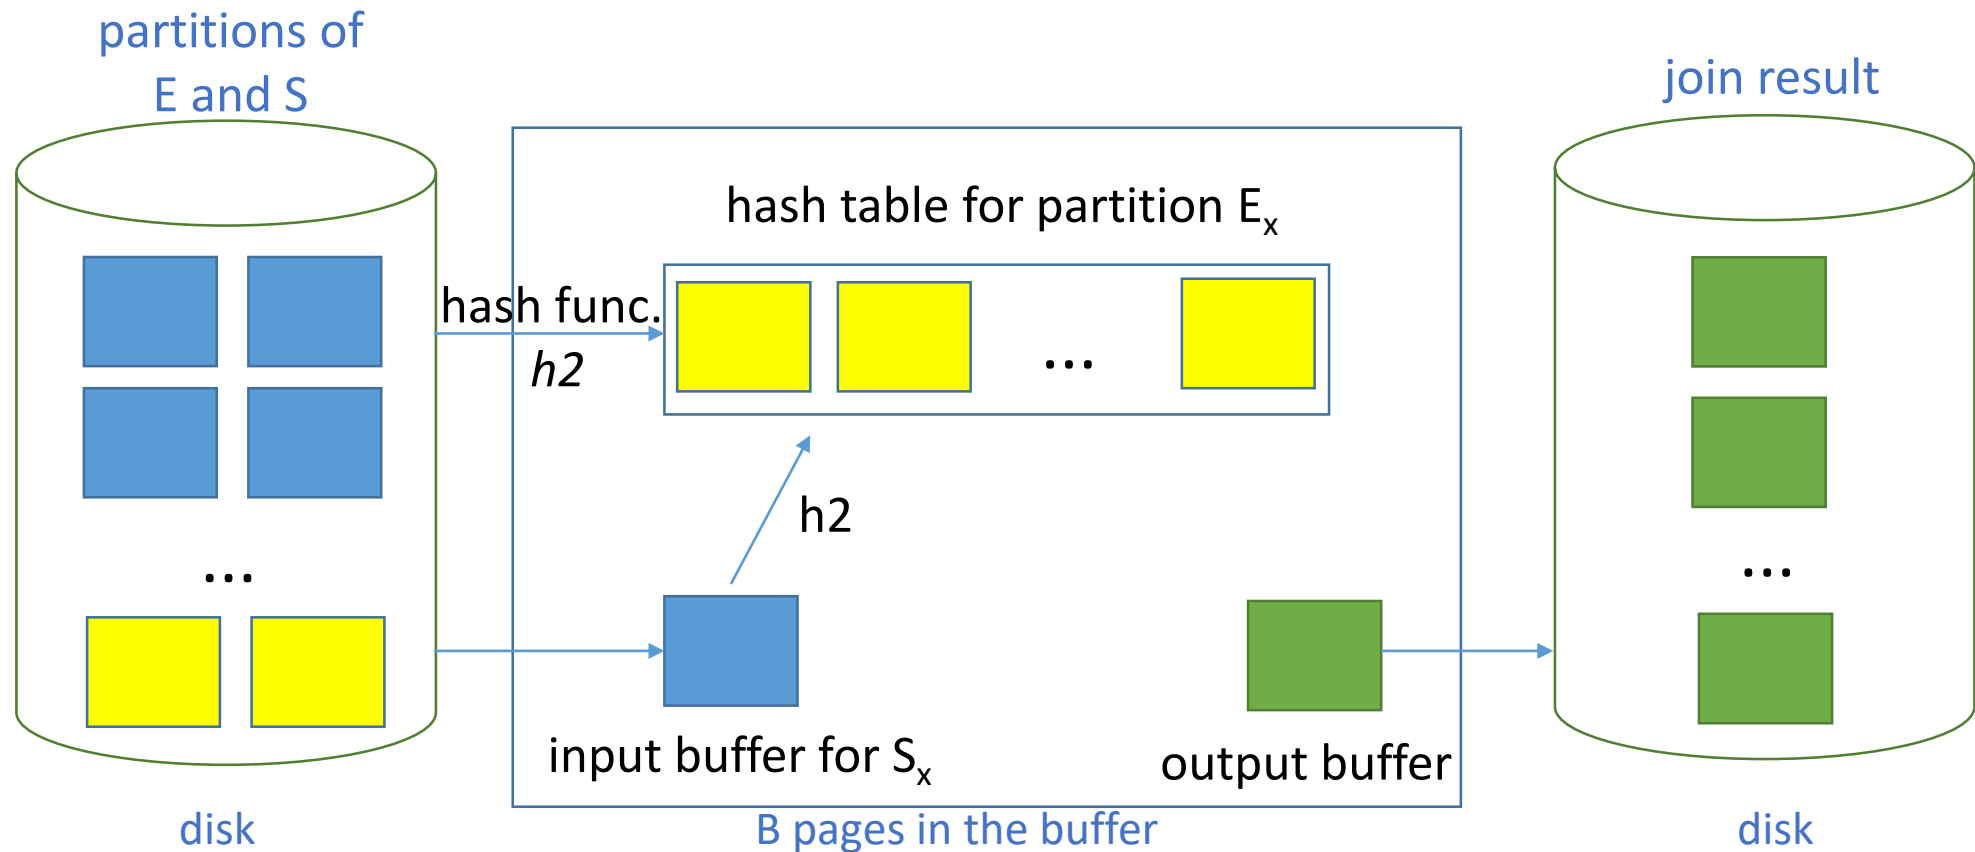 partitions of
E and S
join result
hash table for partition Eₓ
hash func.
h2
...
...
h2
...
input buffer for Sₓ
output buffer
disk
B pages in the buffer
disk